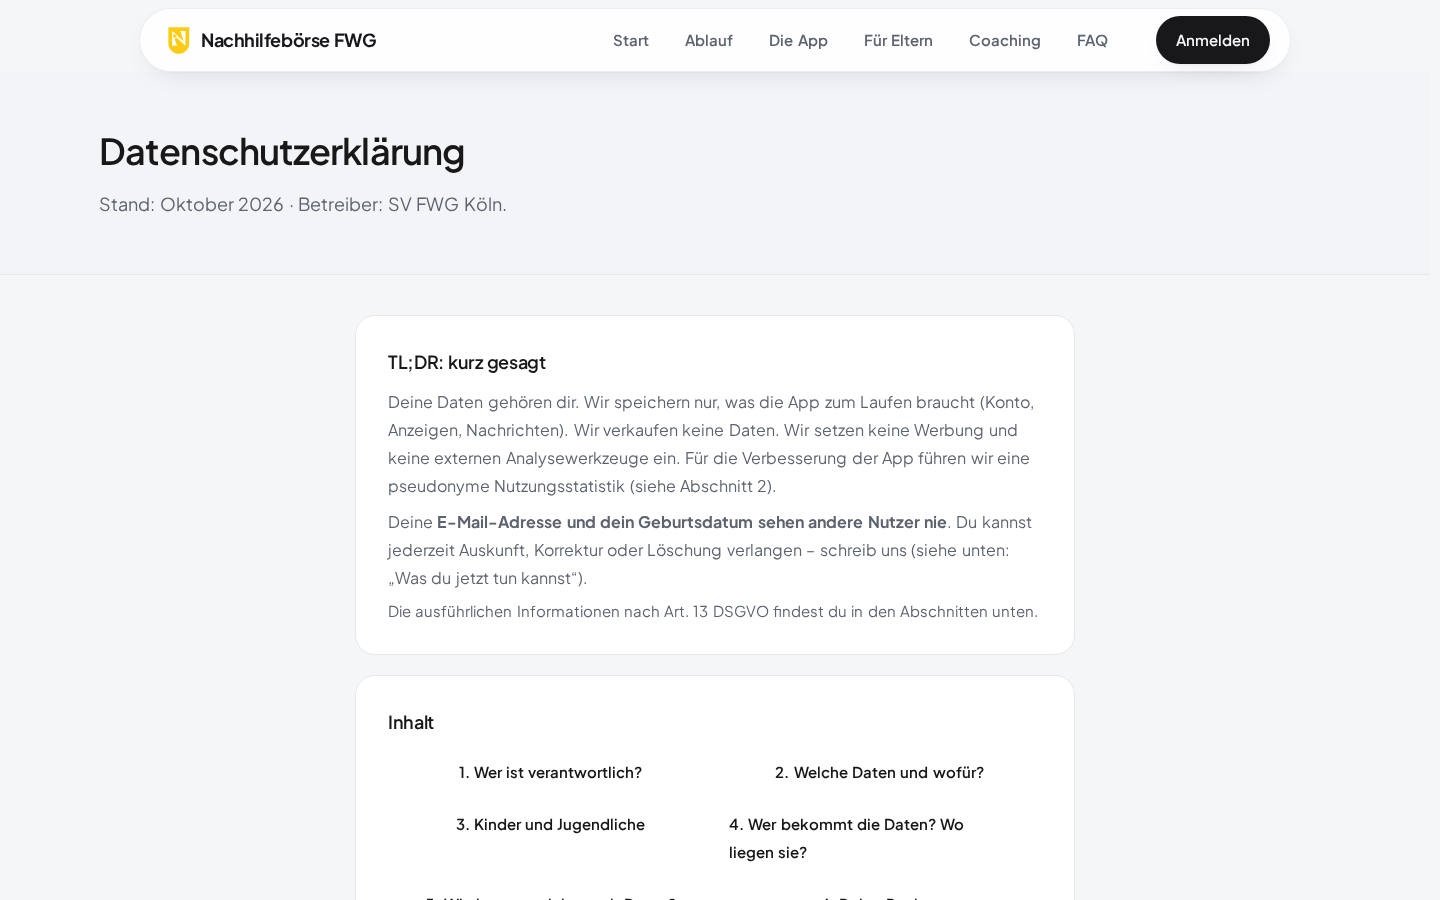 Nachhilfebörse FWG
Start
Ablauf
Die App
Für Eltern
Coaching
FAQ
Anmelden
Datenschutzerklärung
Stand: Oktober 2026 · Betreiber: SV FWG Köln.
TL;DR: kurz gesagt
Deine Daten gehören dir. Wir speichern nur, was die App zum Laufen braucht (Konto,
Anzeigen, Nachrichten). Wir verkaufen keine Daten. Wir setzen keine Werbung und
keine externen Analysewerkzeuge ein. Für die Verbesserung der App führen wir eine
pseudonyme Nutzungsstatistik (siehe Abschnitt 2).
Deine E-Mail-Adresse und dein Geburtsdatum sehen andere Nutzer nie. Du kannst
jederzeit Auskunft, Korrektur oder Löschung verlangen – schreib uns (siehe unten:
„Was du jetzt tun kannst“).
Die ausführlichen Informationen nach Art. 13 DSGVO findest du in den Abschnitten unten.
Inhalt
1. Wer ist verantwortlich?
2. Welche Daten und wofür?
3. Kinder und Jugendliche
4. Wer bekommt die Daten? Wo
liegen sie?